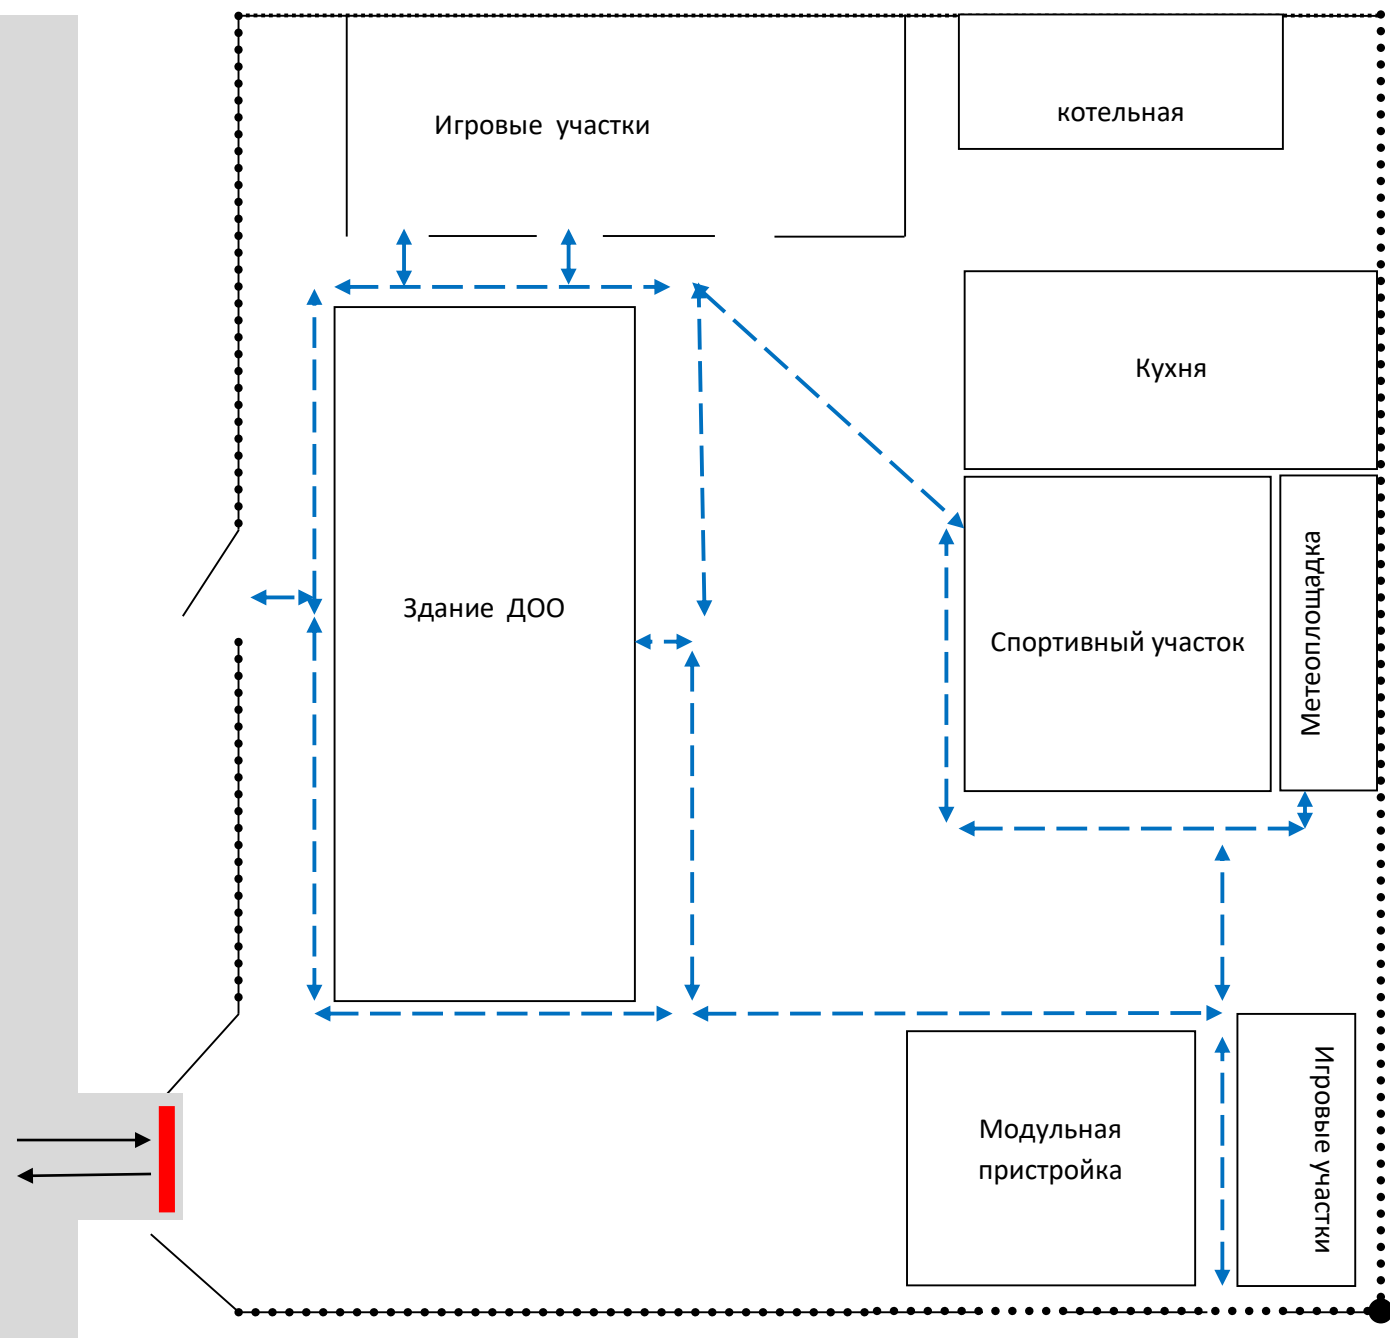 Игровые участки
котельная
Кухня
Здание ДОО
Спортивный участок
Метеоплощадка
Модульная
пристройка
Игровые участки